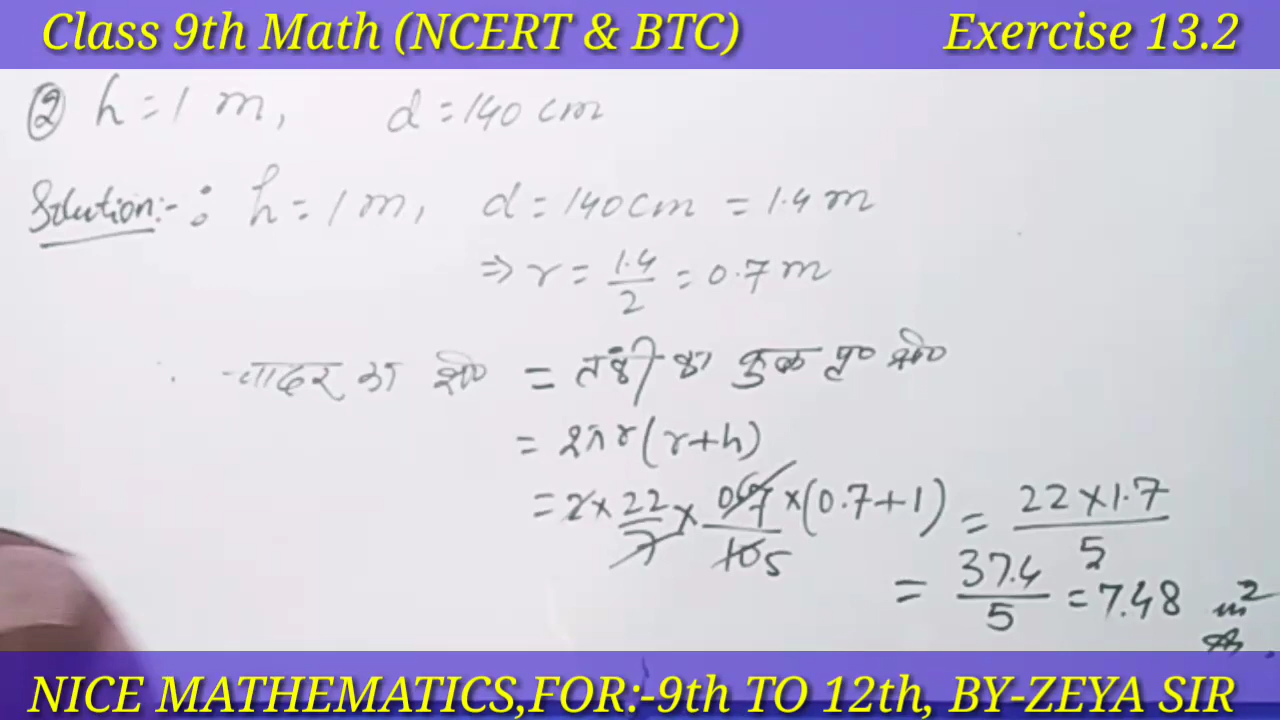 Class 9th Math (NCERT & BTC) Exercise 13.2
② h = 1 m, d = 140 cm
Solution:- : h = 1 m, d = 140 cm = 1.4 m
⇒ r = 1.4/2 = 0.7 m
∴ चादर का क्षे० = टंकी का कुल पृ० क्षे०
= 2πr(r+h)
= 2 × 22/7 × 07/10 5 × (0.7+1) = 22 × 1.7/5
= 37.4/5 = 7.48 m²
NICE MATHEMATICS,FOR:-9th TO 12th, BY-ZEYA SIR